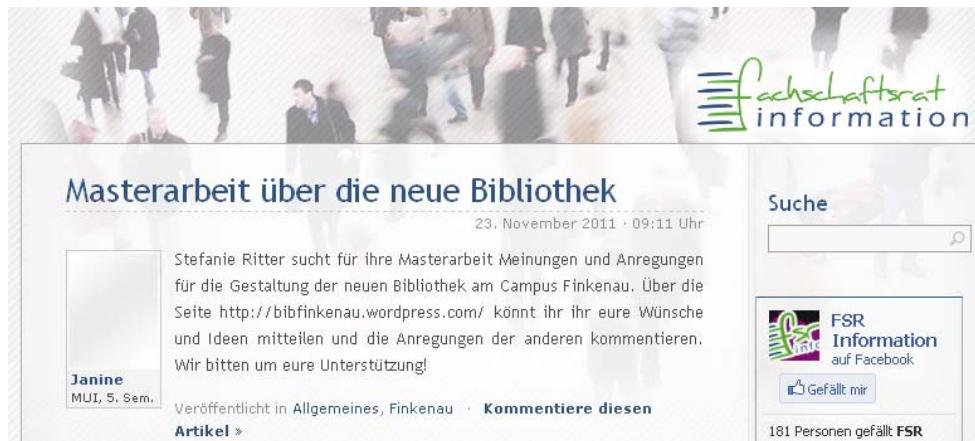 fachschaftsrat
information
Masterarbeit über die neue Bibliothek
23. November 2011 · 09:11 Uhr
Stefanie Ritter sucht für ihre Masterarbeit Meinungen und Anregungen
für die Gestaltung der neuen Bibliothek am Campus Finkenau. Über die
Seite http://bibfinkenau.wordpress.com/ könnt ihr ihr eure Wünsche
und Ideen mitteilen und die Anregungen der anderen kommentieren.
Wir bitten um eure Unterstützung!
Janine
MUI, 5. Sem.
Veröffentlicht in Allgemeines, Finkenau · Kommentiere diesen
Artikel »
Suche
fsr
info
FSR
Information
auf Facebook
Gefällt mir
181 Personen gefällt FSR